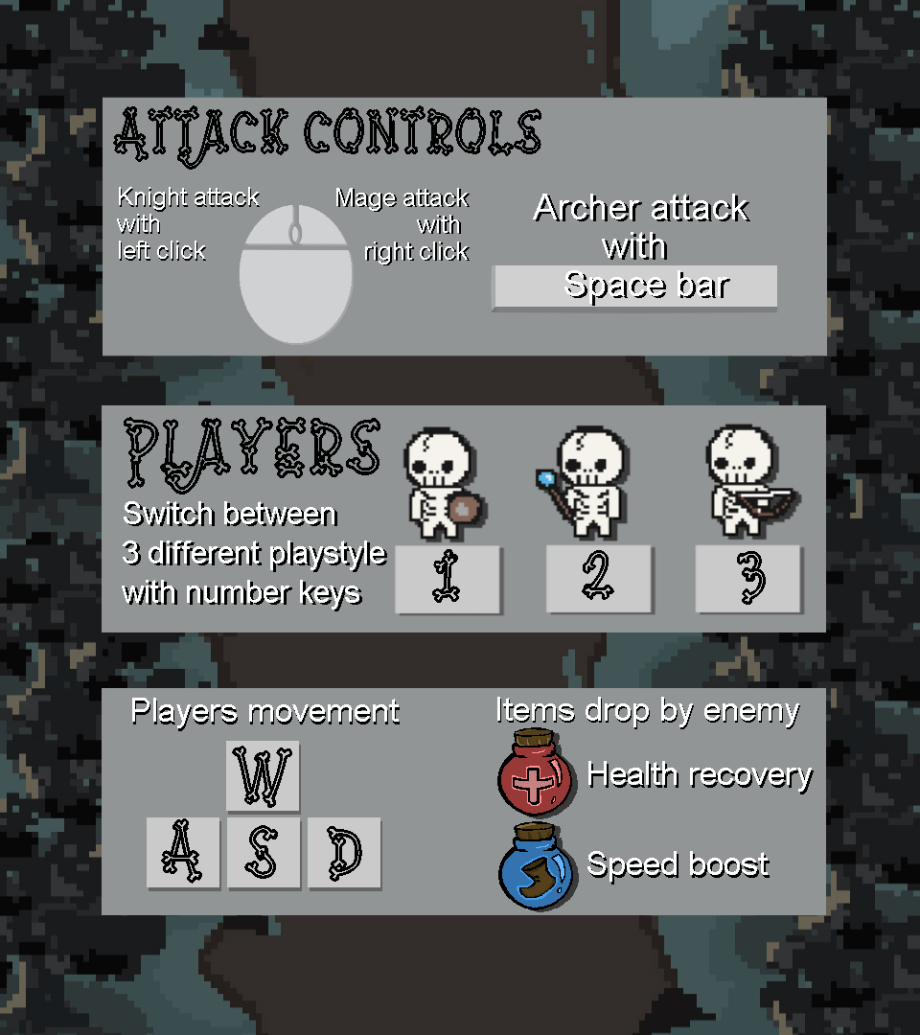 ATTACK CONTROLS
Knight attack
with
left click
Mage attack
with
right click
Archer attack
with
Space bar
PLAYERS
Switch between
3 different playstyle
with number keys
1 2 3
Players movement
W
A S D
Items drop by enemy
Health recovery
Speed boost